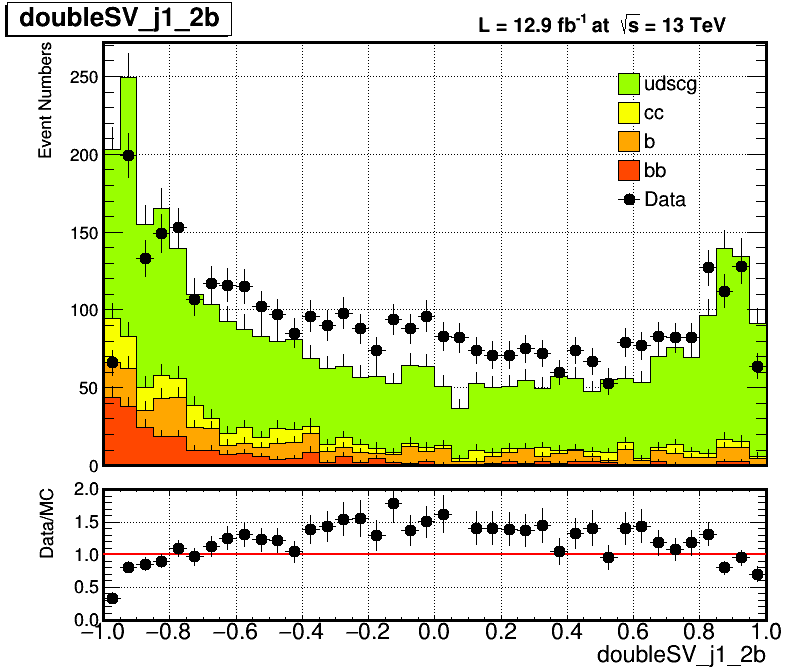 doubleSV_j1_2b
L = 12.9 fb⁻¹ at √s = 13 TeV
Event Numbers
250
200
150
100
50
0
udscg
cc
b
bb
Data
Data/MC
2.0
1.5
1.0
0.5
0.0
−1.0 −0.8 −0.6 −0.4 −0.2 0.0 0.2 0.4 0.6 0.8 1.0
doubleSV_j1_2b